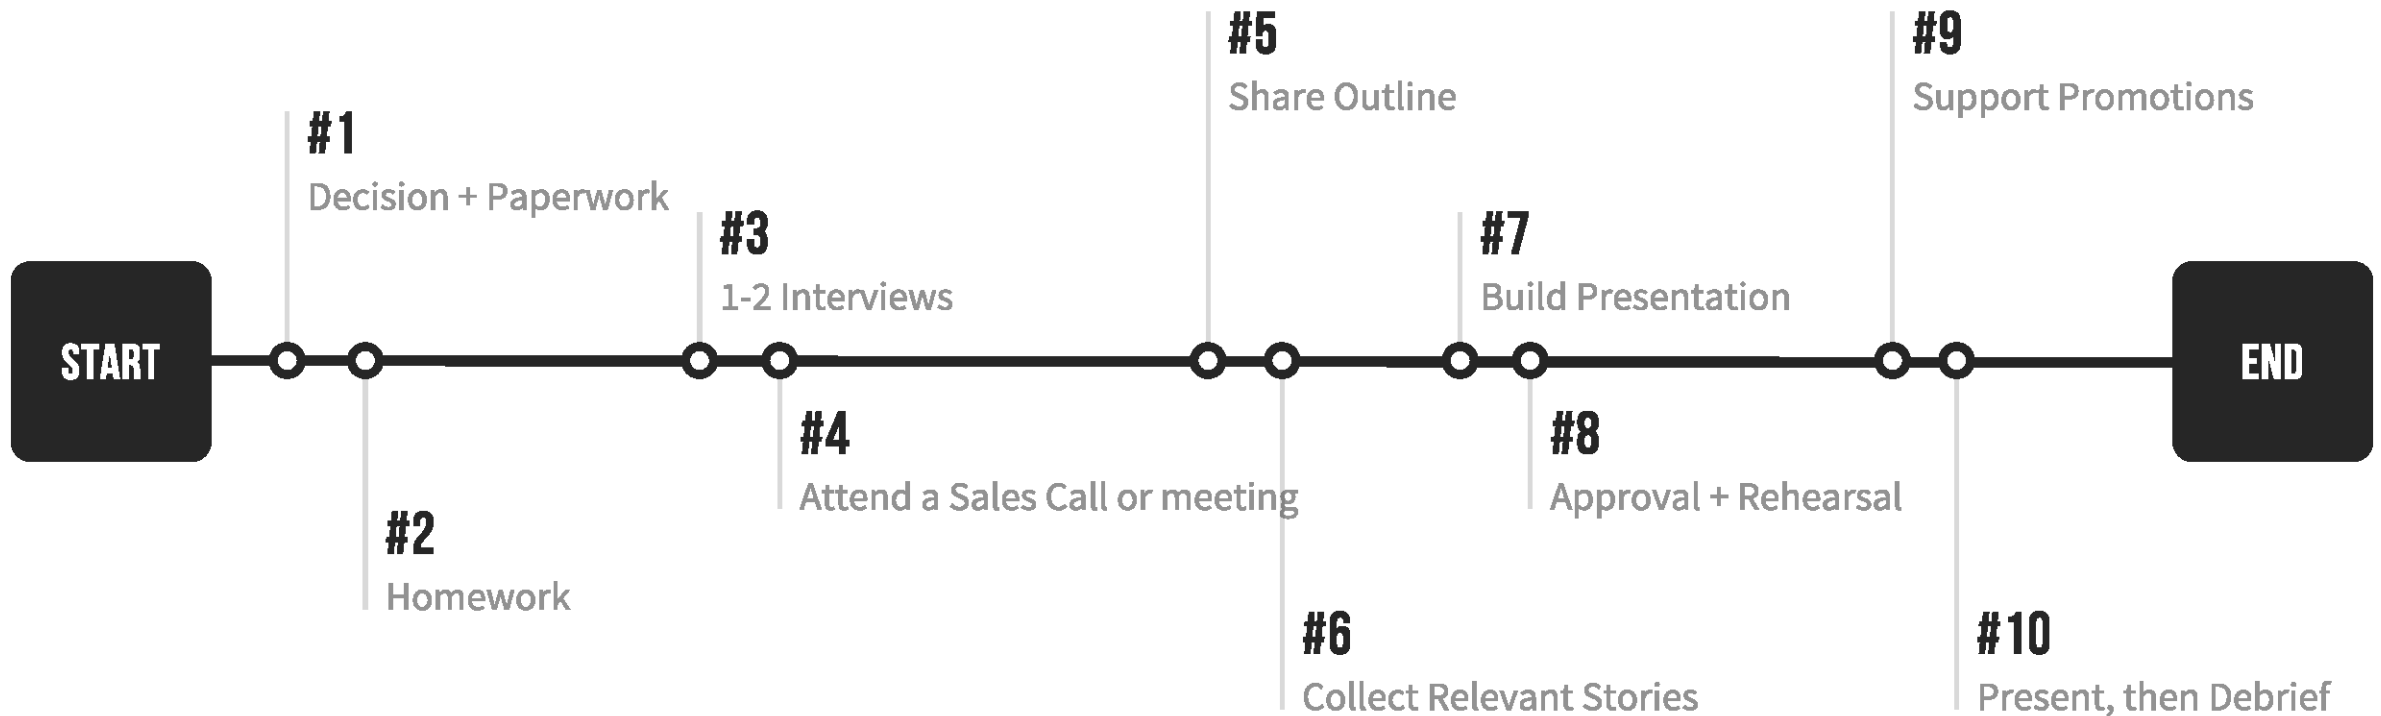 START
#1
Decision + Paperwork
#2
Homework
#3
1-2 Interviews
#4
Attend a Sales Call or meeting
#5
Share Outline
#6
Collect Relevant Stories
#7
Build Presentation
#8
Approval + Rehearsal
#9
Support Promotions
#10
Present, then Debrief
END